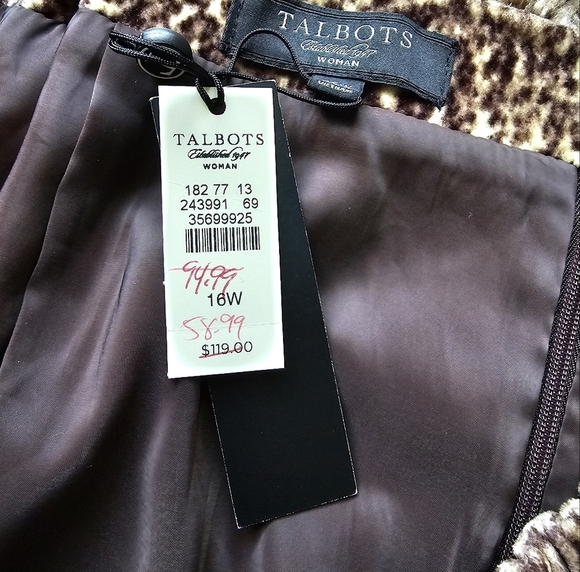 TALBOTS
Established 1947
WOMAN
TALBOTS
Established 1947
WOMAN
182 77 13
243991 69
35699925
94.99
16W
58.99
$119.00